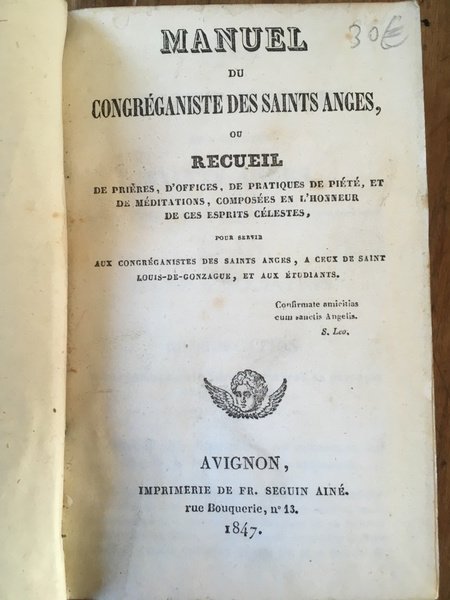 30€
MANUEL
DU
CONGRÉGANISTE DES SAINTS ANGES,
OU
RECUEIL
DE PRIÈRES, D'OFFICES, DE PRATIQUES DE PIÉTÉ, ET
DE MÉDITATIONS, COMPOSÉES EN L'HONNEUR
DE CES ESPRITS CÉLESTES,
POUR SERVIR
AUX CONGRÉGANISTES DES SAINTS ANGES, A CEUX DE SAINT
LOUIS-DE-GONZAGUE, ET AUX ÉTUDIANTS.
Confirmate amicitias
cum sanctis Angelis.
S. Leo.
AVIGNON,
IMPRIMERIE DE FR. SEGUIN AINÉ.
rue Bouquerie, nº 13.
1847.